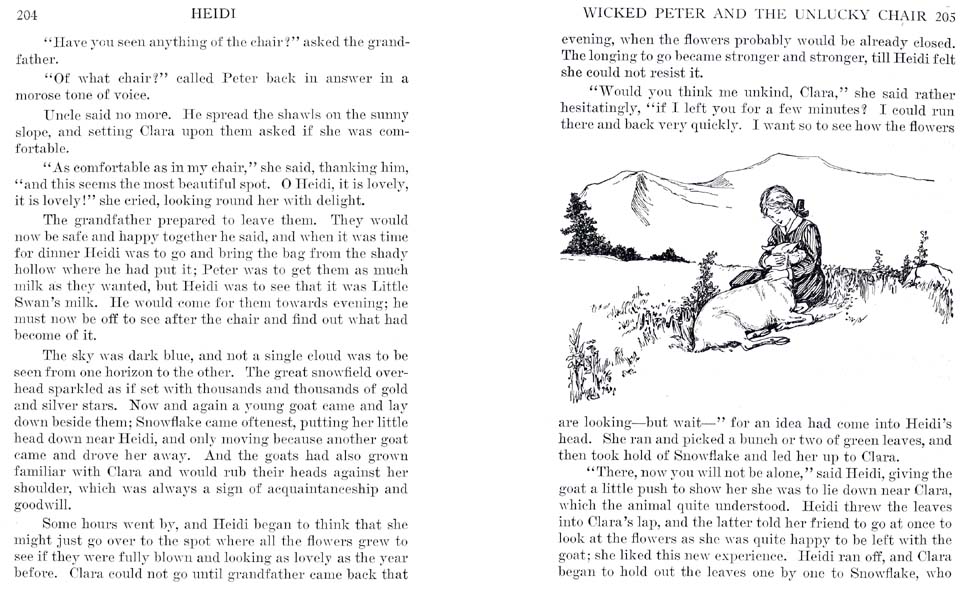 204 HEIDI
“Have you seen anything of the chair?” asked the grand-
father.
“Of what chair?” called Peter back in answer in a
morose tone of voice.
Uncle said no more. He spread the shawls on the sunny
slope, and setting Clara upon them asked if she was com-
fortable.
“As comfortable as in my chair,” she said, thanking him,
“and this seems the most beautiful spot. O Heidi, it is lovely,
it is lovely!” she cried, looking round her with delight.
The grandfather prepared to leave them. They would
now be safe and happy together he said, and when it was time
for dinner Heidi was to go and bring the bag from the shady
hollow where he had put it; Peter was to get them as much
milk as they wanted, but Heidi was to see that it was Little
Swan’s milk. He would come for them towards evening; he
must now be off to see after the chair and find out what had
become of it.
The sky was dark blue, and not a single cloud was to be
seen from one horizon to the other. The great snowfield over-
head sparkled as if set with thousands and thousands of gold
and silver stars. Now and again a young goat came and lay
down beside them; Snowflake came oftenest, putting her little
head down near Heidi, and only moving because another goat
came and drove her away. And the goats had also grown
familiar with Clara and would rub their heads against her
shoulder, which was always a sign of acquaintanceship and
goodwill.
Some hours went by, and Heidi began to think that she
might just go over to the spot where all the flowers grew to
see if they were fully blown and looking as lovely as the year
before. Clara could not go until grandfather came back that
WICKED PETER AND THE UNLUCKY CHAIR 205
evening, when the flowers probably would be already closed.
The longing to go became stronger and stronger, till Heidi felt
she could not resist it.
“Would you think me unkind, Clara,” she said rather
hesitatingly, “if I left you for a few minutes? I could run
there and back very quickly. I want so to see how the flowers
are looking—but wait—” for an idea had come into Heidi’s
head. She ran and picked a bunch or two of green leaves, and
then took hold of Snowflake and led her up to Clara.
“There, now you will not be alone,” said Heidi, giving the
goat a little push to show her she was to lie down near Clara,
which the animal quite understood. Heidi threw the leaves
into Clara’s lap, and the latter told her friend to go at once to
look at the flowers as she was quite happy to be left with the
goat; she liked this new experience. Heidi ran off, and Clara
began to hold out the leaves one by one to Snowflake, who